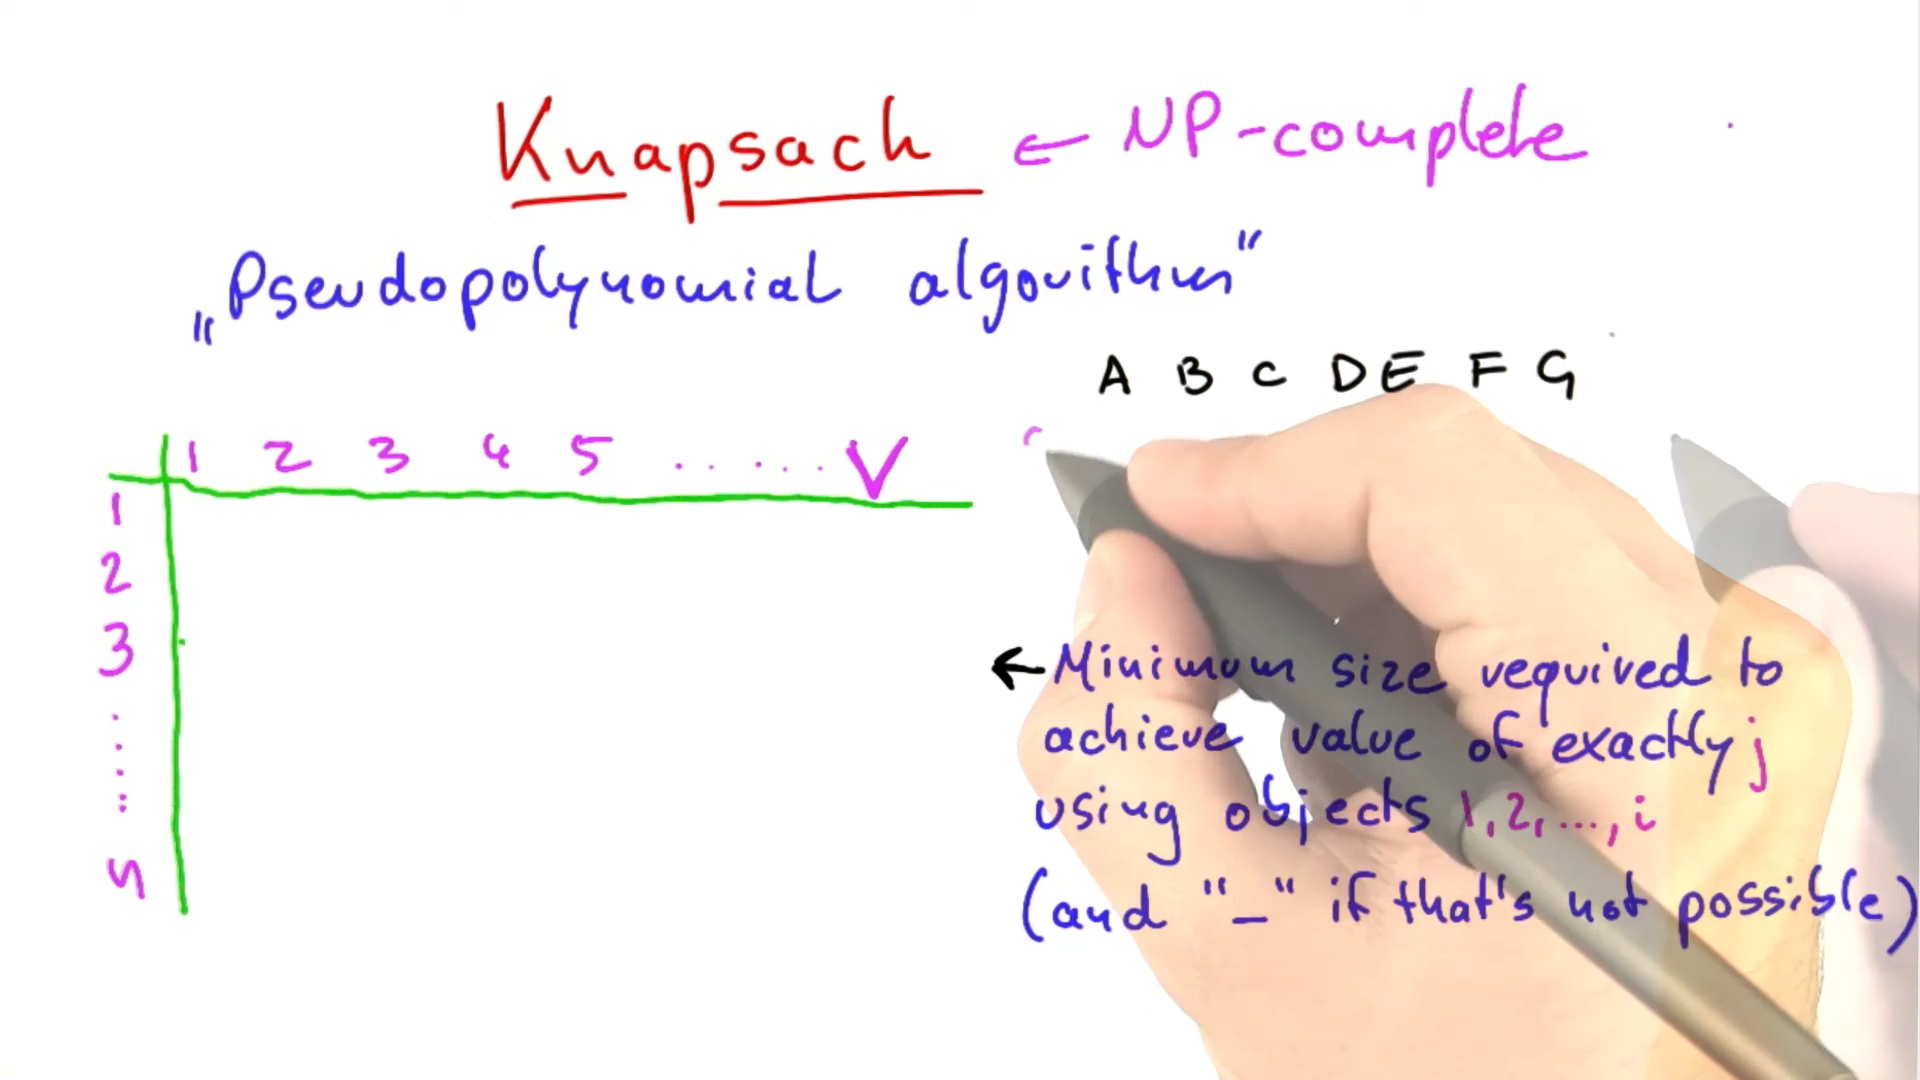 Knapsack ← NP-complete
„Pseudopolynomial algorithm“
A B C D E F G
1 2 3 4 5 ........ V
1
2
3
n
← Minimum size required to
achieve value of exactly j
using objects 1, 2, ..., i
(and "_" if that's not possible)